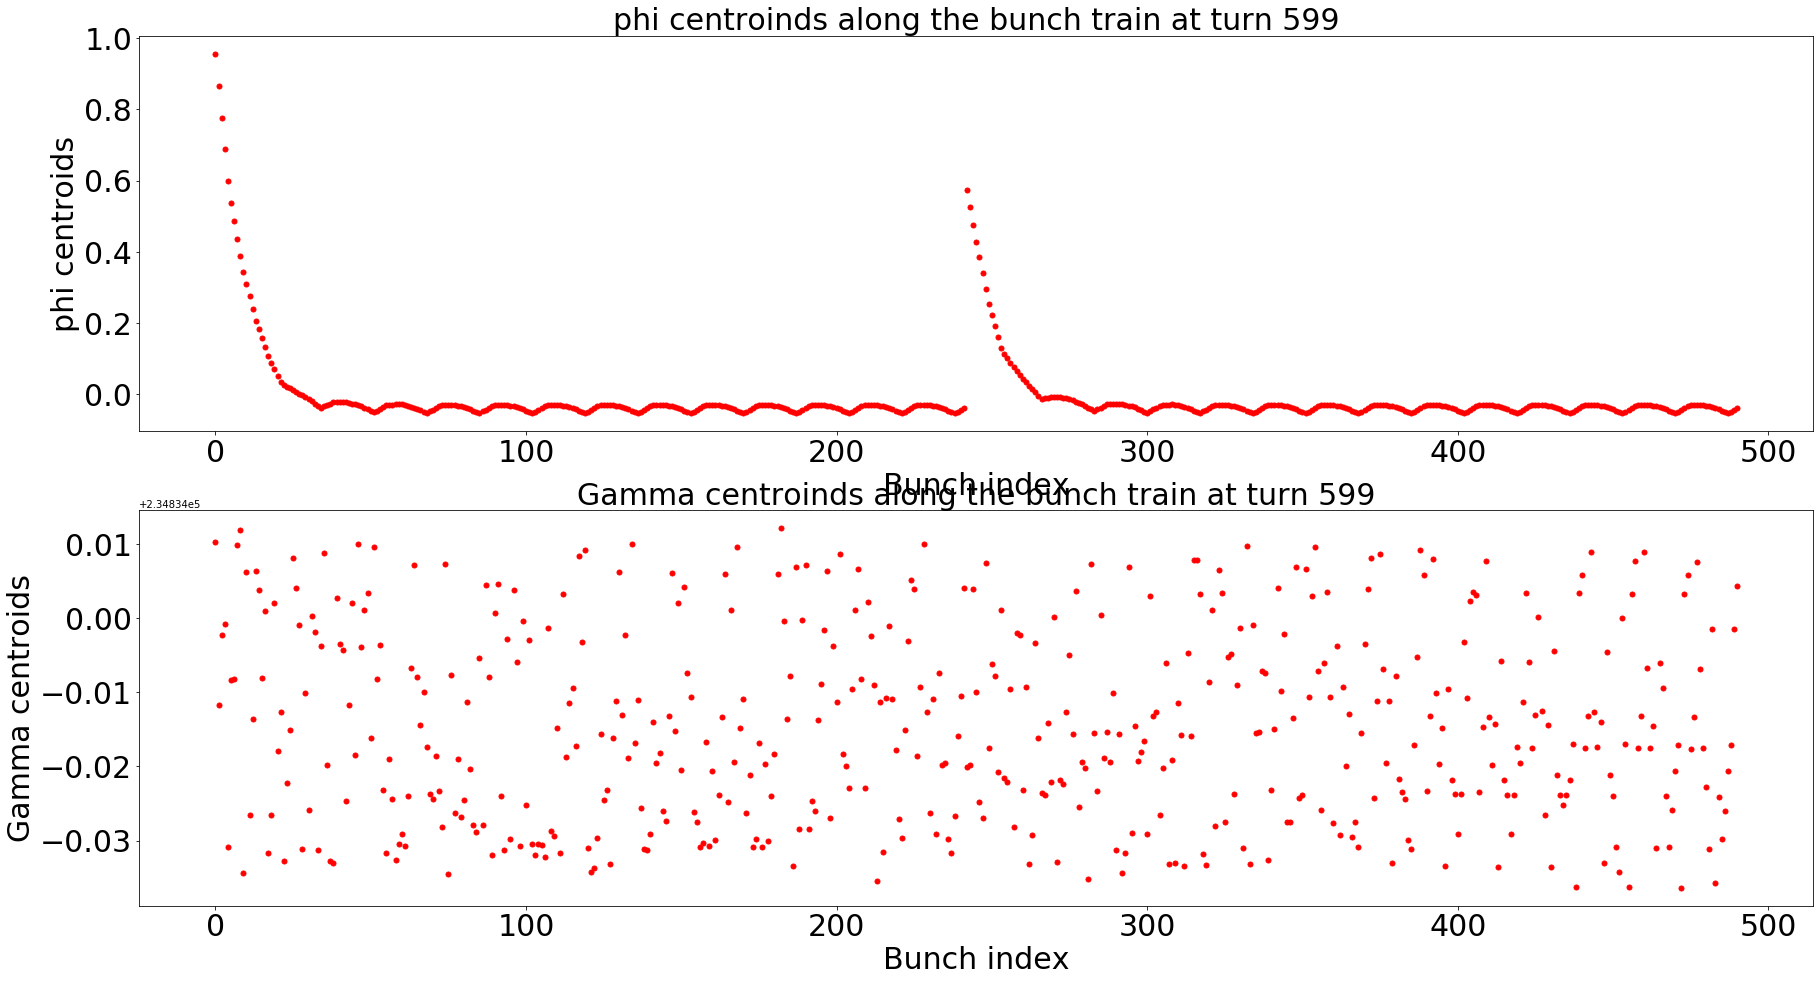 phi centroinds along the bunch train at turn 599
1.0
0.8
0.6
0.4
0.2
0.0
phi centroids
0 100 200 300 400 500
Bunch index
Gamma centroinds along the bunch train at turn 599
+2.34834e5
0.01
0.00
−0.01
−0.02
−0.03
Gamma centroids
0 100 200 300 400 500
Bunch index